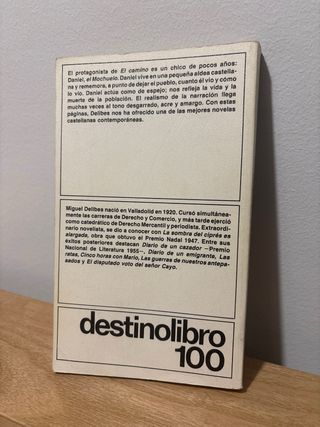 El protagonista de El camino es un chico de pocos años:
Daniel, el Mochuelo. Daniel vive en una pequeña aldea castella-
na y rememora, a punto de dejar el pueblo, cuanto él vio y cómo
lo vio. Daniel actúa como de espejo; nos refleja la vida y la
muerte de la población. El realismo de la narración llega
muchas veces al tono desgarrado, acre y amargo. Con estas
páginas, Delibes nos ha ofrecido una de las mejores novelas
castellanas contemporáneas.
Miguel Delibes nació en Valladolid en 1920. Cursó simultánea-
mente las carreras de Derecho y Comercio, y más tarde ejerció
como catedrático de Derecho Mercantil y periodista. Extraordi-
nario novelista, se dio a conocer con La sombra del ciprés es
alargada, obra que obtuvo el Premio Nadal 1947. Entre sus
éxitos posteriores destacan Diario de un cazador —Premio
Nacional de Literatura 1955—, Diario de un emigrante, Las
ratas, Cinco horas con Mario, Las guerras de nuestros antepa-
sados y El disputado voto del señor Cayo.
destinolibro
100